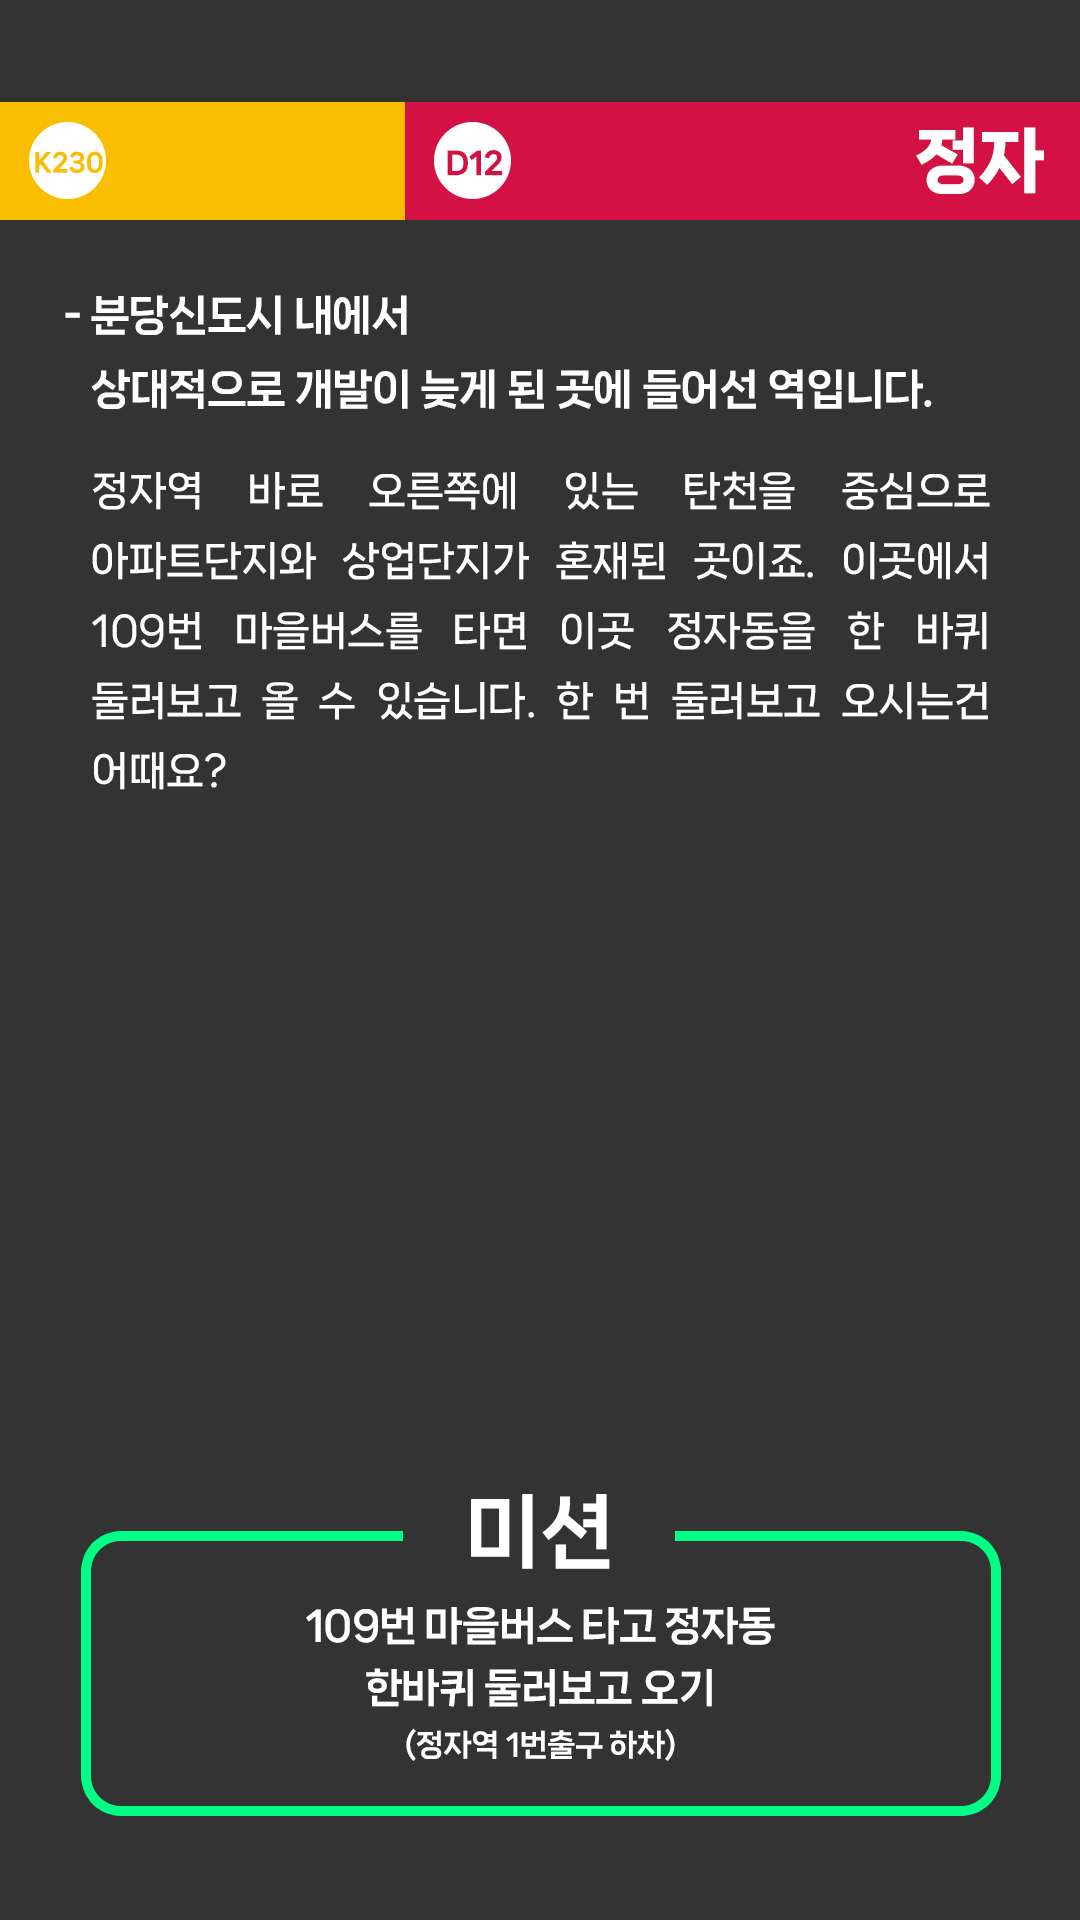 K230
D12
정자
- 분당신도시 내에서
상대적으로 개발이 늦게 된 곳에 들어선 역입니다.
정자역 바로 오른쪽에 있는 탄천을 중심으로
아파트단지와 상업단지가 혼재된 곳이죠. 이곳에서
109번 마을버스를 타면 이곳 정자동을 한 바퀴
둘러보고 올 수 있습니다. 한 번 둘러보고 오시는건
어때요?
미션
109번 마을버스 타고 정자동
한바퀴 둘러보고 오기
(정자역 1번출구 하차)